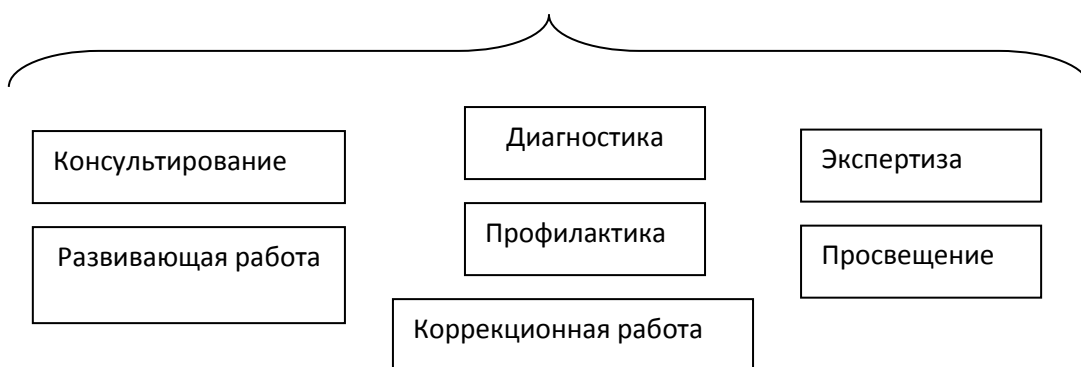 Консультирование
Диагностика
Экспертиза
Развивающая работа
Профилактика
Просвещение
Коррекционная работа